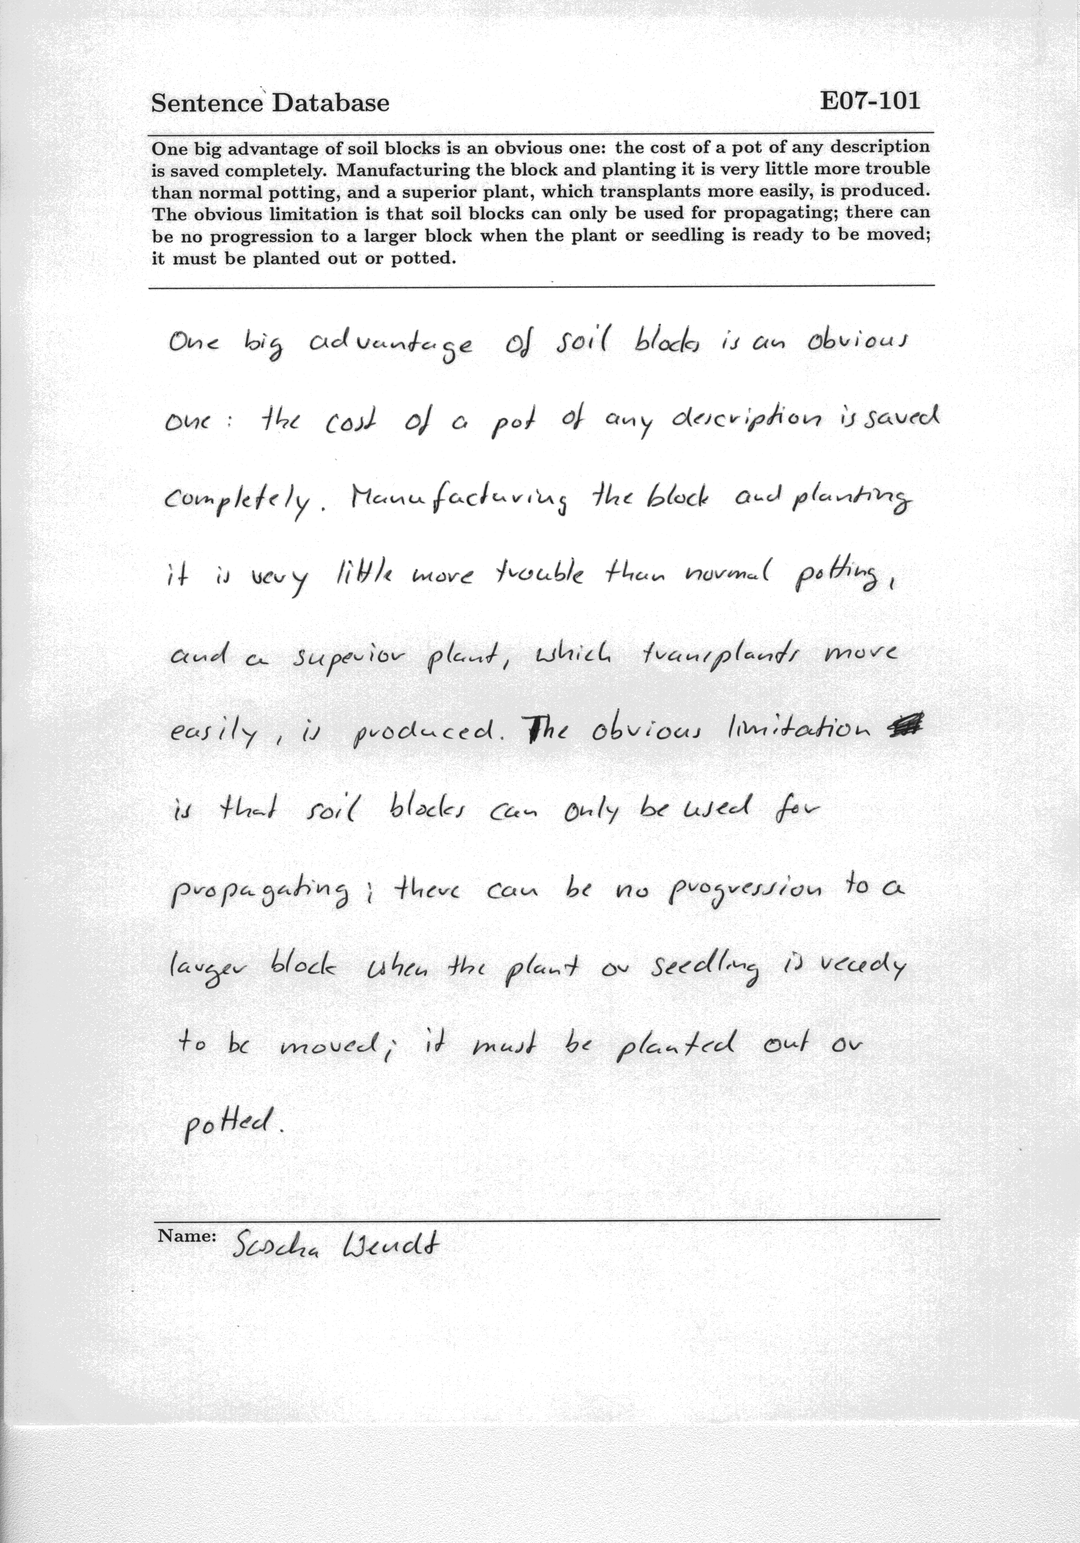 Sentence Database
E07-101
One big advantage of soil blocks is an obvious one: the cost of a pot of any description
is saved completely. Manufacturing the block and planting it is very little more trouble
than normal potting, and a superior plant, which transplants more easily, is produced.
The obvious limitation is that soil blocks can only be used for propagating; there can
be no progression to a larger block when the plant or seedling is ready to be moved;
it must be planted out or potted.
One big advantage of soil blocks is an obvious
one: the cost of a pot of any description is saved
completely. Manufacturing the block and planting
it is very little more trouble than normal potting,
and a superior plant, which transplants more
easily, is produced. The obvious limitation
is that soil blocks can only be used for
propagating; there can be no progression to a
larger block when the plant or seedling is ready
to be moved; it must be planted out or
potted.
Name: Sascha Wendt